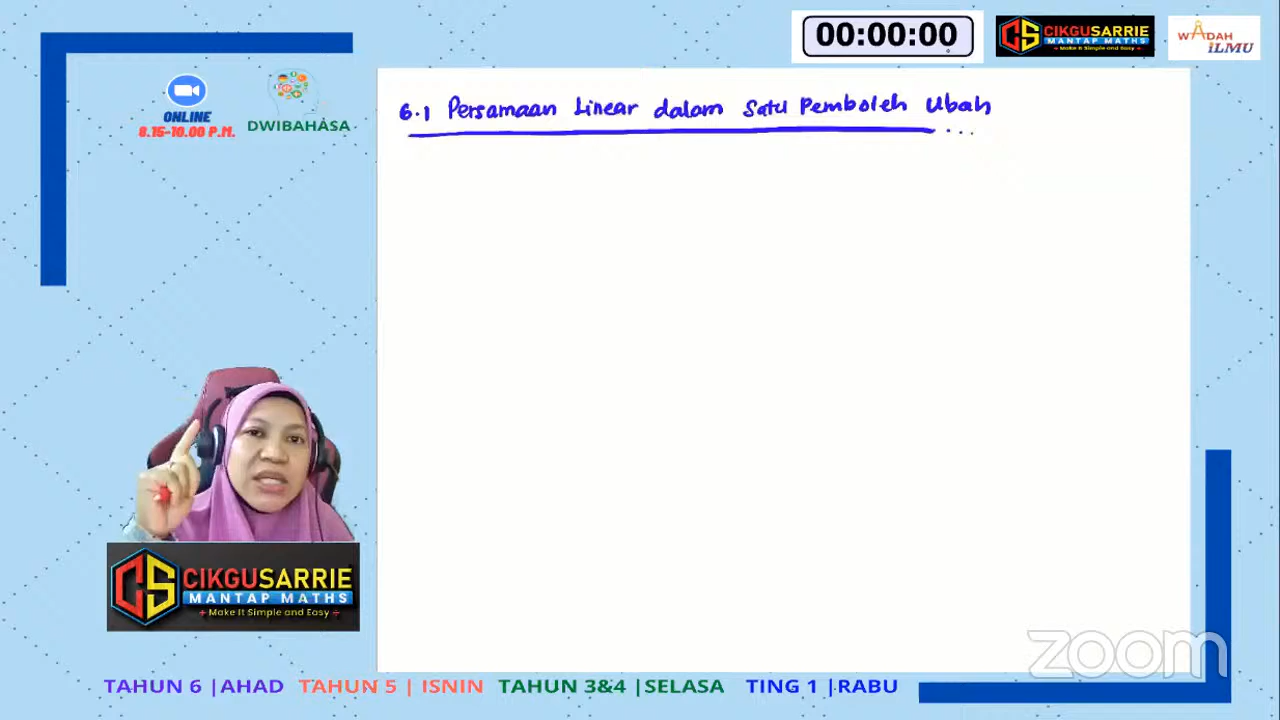 00:00:00
CS CIKGUSARRIE
MANTAP MATHS
Make It Simple and Easy
WADAH
iLMU
ONLINE
8.15-10.00 P.M.
DWIBAHASA
6.1 Persamaan Linear dalam Satu Pemboleh Ubah
CS CIKGUSARRIE
MANTAP MATHS
+ Make It Simple and Easy +
zoom
TAHUN 6 |AHAD TAHUN 5 | ISNIN TAHUN 3&4 |SELASA TING 1 |RABU